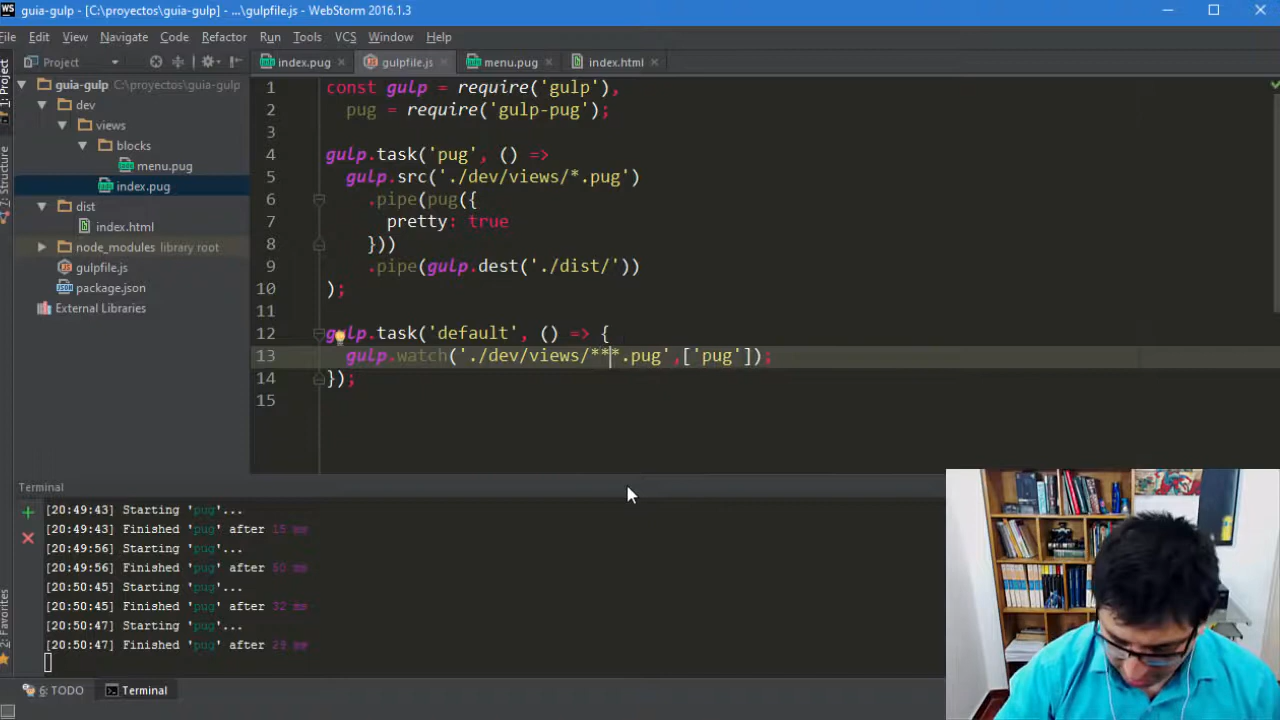 WS guia-gulp - [C:\proyectos\guia-gulp] - ...\gulpfile.js - WebStorm 2016.1.3
File Edit View Navigate Code Refactor Run Tools VCS Window Help
Project index.pug gulpfile.js menu.pug index.html
1: Project
2: Structure
2: Favorites
guia-gulp C:\proyectos\guia-gulp
dev
views
blocks
menu.pug
index.pug
dist
index.html
node_modules library root
gulpfile.js
package.json
External Libraries
1 const gulp = require('gulp'),
2 pug = require('gulp-pug');
3
4 gulp.task('pug', () =>
5 gulp.src('./dev/views/*.pug')
6 .pipe(pug({
7 pretty: true
8 }))
9 .pipe(gulp.dest('./dist/'))
10 );
11
12 gulp.task('default', () => {
13 gulp.watch('./dev/views/***.pug',['pug']);
14 });
15
Terminal
[20:49:43] Starting 'pug'...
[20:49:43] Finished 'pug' after 15 ms
[20:49:56] Starting 'pug'...
[20:49:56] Finished 'pug' after 50 ms
[20:50:45] Starting 'pug'...
[20:50:45] Finished 'pug' after 32 ms
[20:50:47] Starting 'pug'...
[20:50:47] Finished 'pug' after 29 ms
6: TODO Terminal